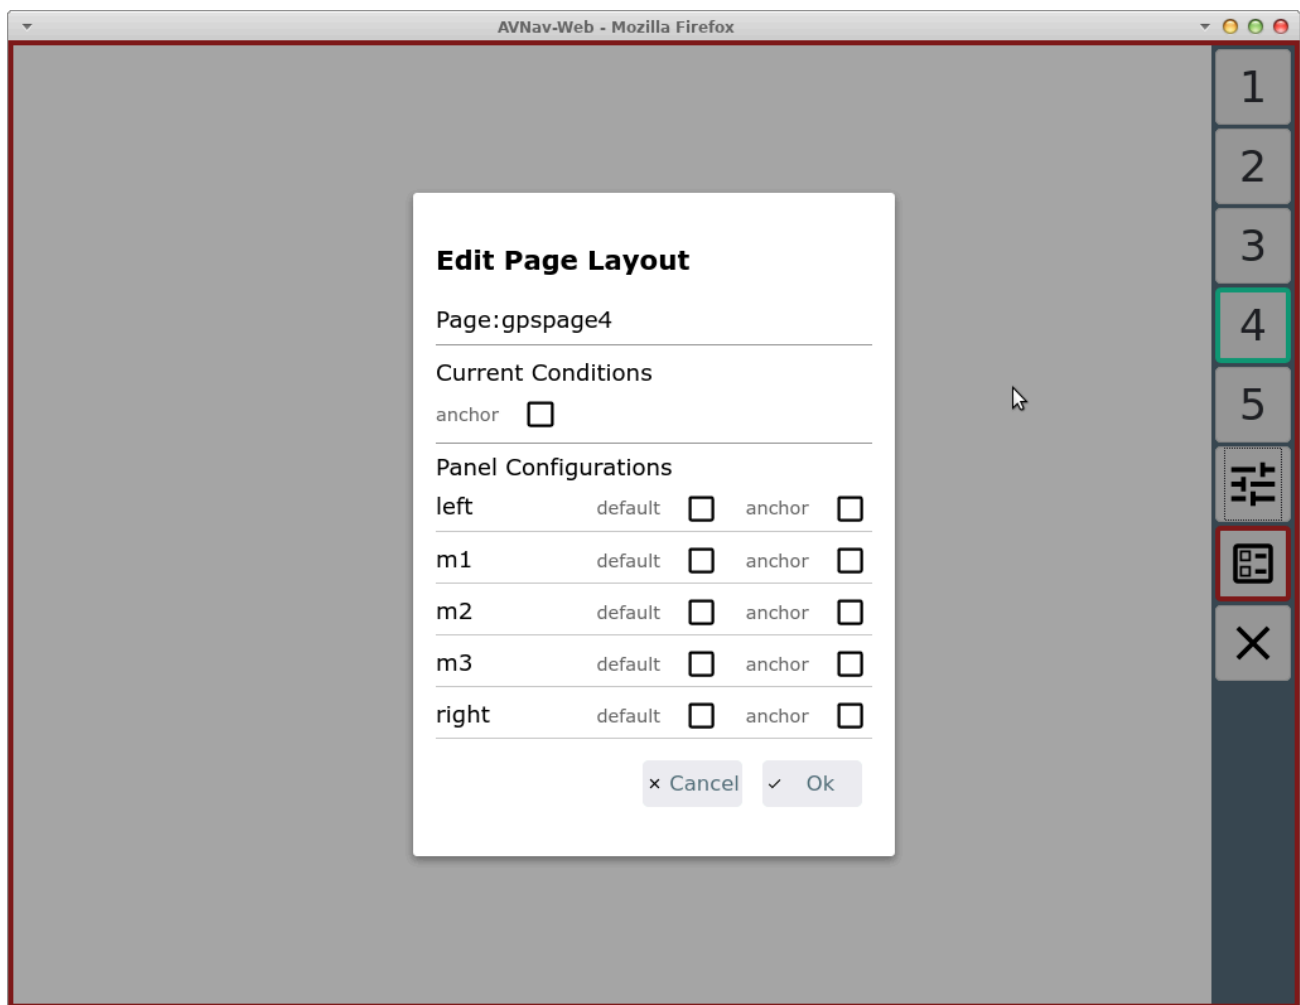 AVNav-Web - Mozilla Firefox
1
2
3
4
5
Edit Page Layout
Page:gpspage4
Current Conditions
anchor
Panel Configurations
left default anchor
m1 default anchor
m2 default anchor
m3 default anchor
right default anchor
Cancel Ok